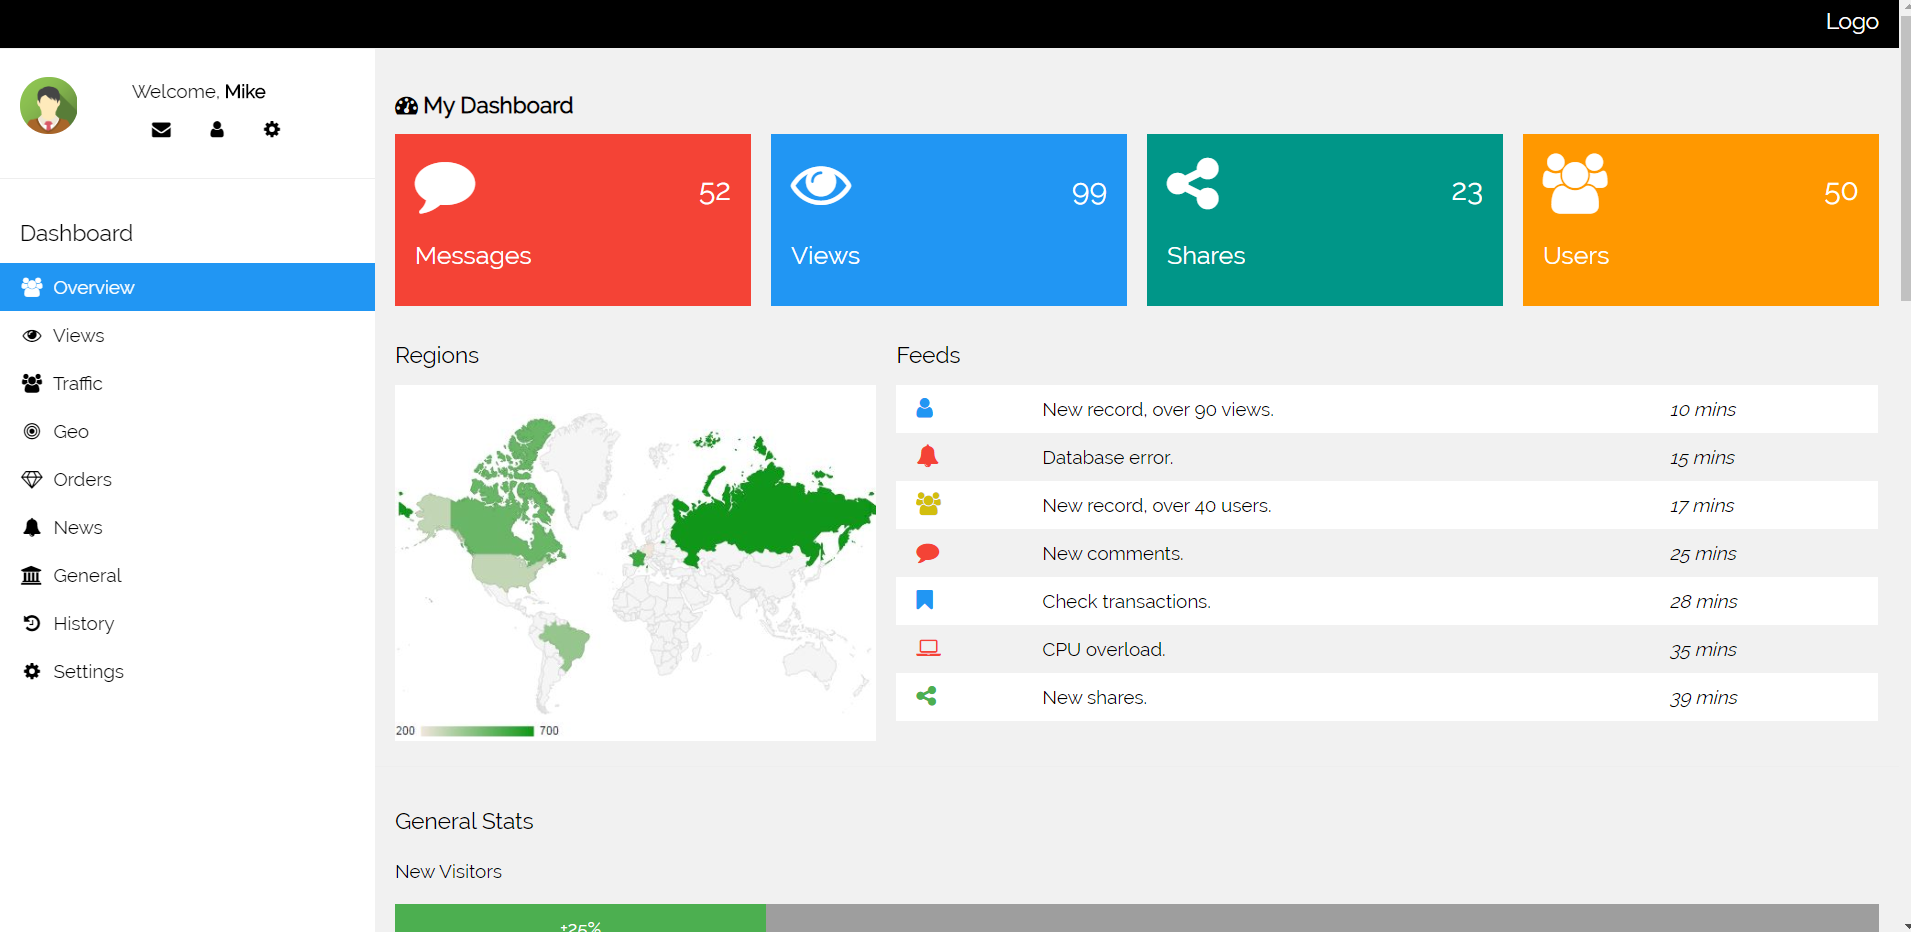 Logo
Welcome, Mike
Dashboard
Overview
Views
Traffic
Geo
Orders
News
General
History
Settings
My Dashboard
52
Messages
99
Views
23
Shares
50
Users
Regions
200 700
Feeds
New record, over 90 views. 10 mins
Database error. 15 mins
New record, over 40 users. 17 mins
New comments. 25 mins
Check transactions. 28 mins
CPU overload. 35 mins
New shares. 39 mins
General Stats
New Visitors
+25%